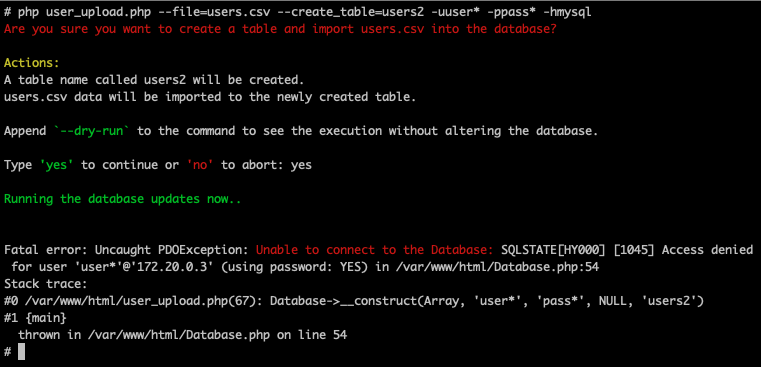 # php user_upload.php --file=users.csv --create_table=users2 -uuser* -ppass* -hmysql
Are you sure you want to create a table and import users.csv into the database?
Actions:
A table name called users2 will be created.
users.csv data will be imported to the newly created table.
Append `--dry-run` to the command to see the execution without altering the database.
Type 'yes' to continue or 'no' to abort: yes
Running the database updates now..
Fatal error: Uncaught PDOException: Unable to connect to the Database: SQLSTATE[HY000] [1045] Access denied
for user 'user*'@'172.20.0.3' (using password: YES) in /var/www/html/Database.php:54
Stack trace:
#0 /var/www/html/user_upload.php(67): Database->__construct(Array, 'user*', 'pass*', NULL, 'users2')
#1 {main}
thrown in /var/www/html/Database.php on line 54
#